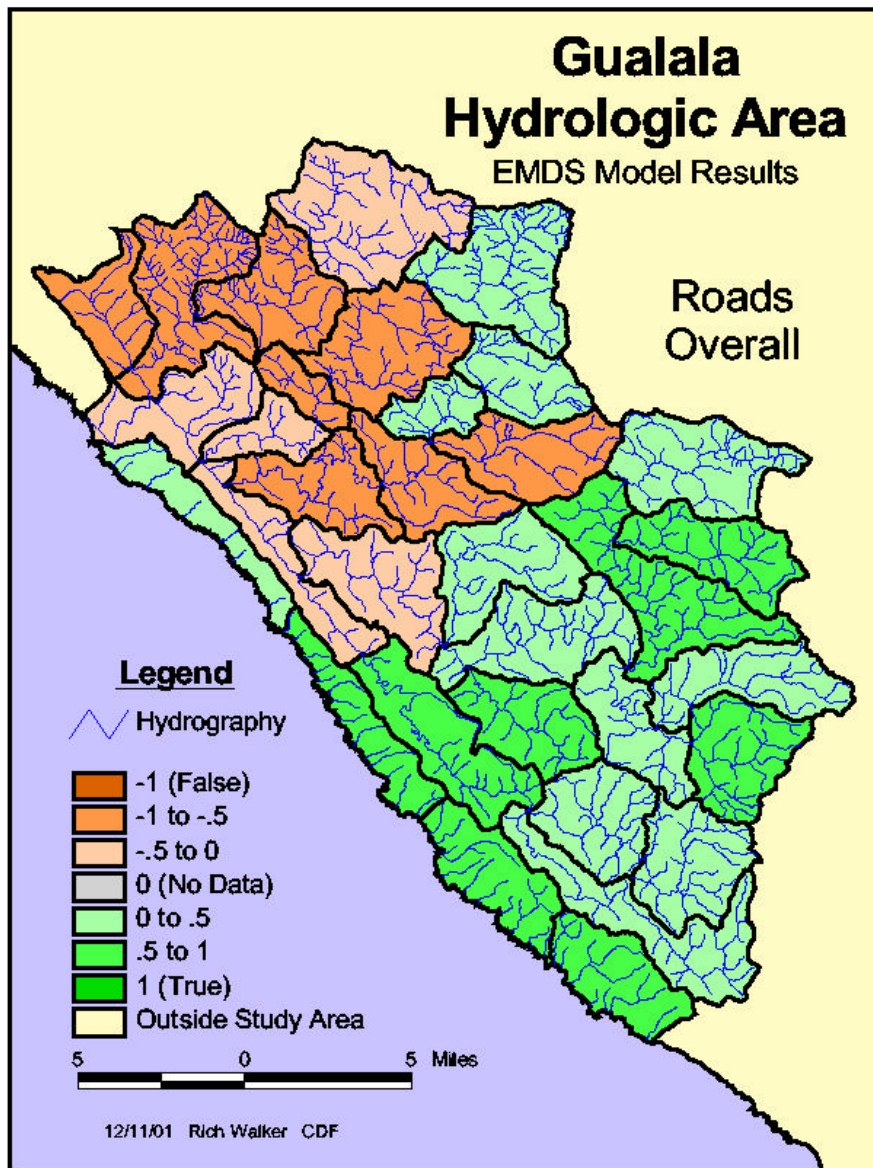 Gualala
Hydrologic Area
EMDS Model Results
Roads
Overall
Legend
Hydrography
-1 (False)
-1 to -.5
-.5 to 0
0 (No Data)
0 to .5
.5 to 1
1 (True)
Outside Study Area
5 0 5 Miles
12/11/01 Rich Walker CDF